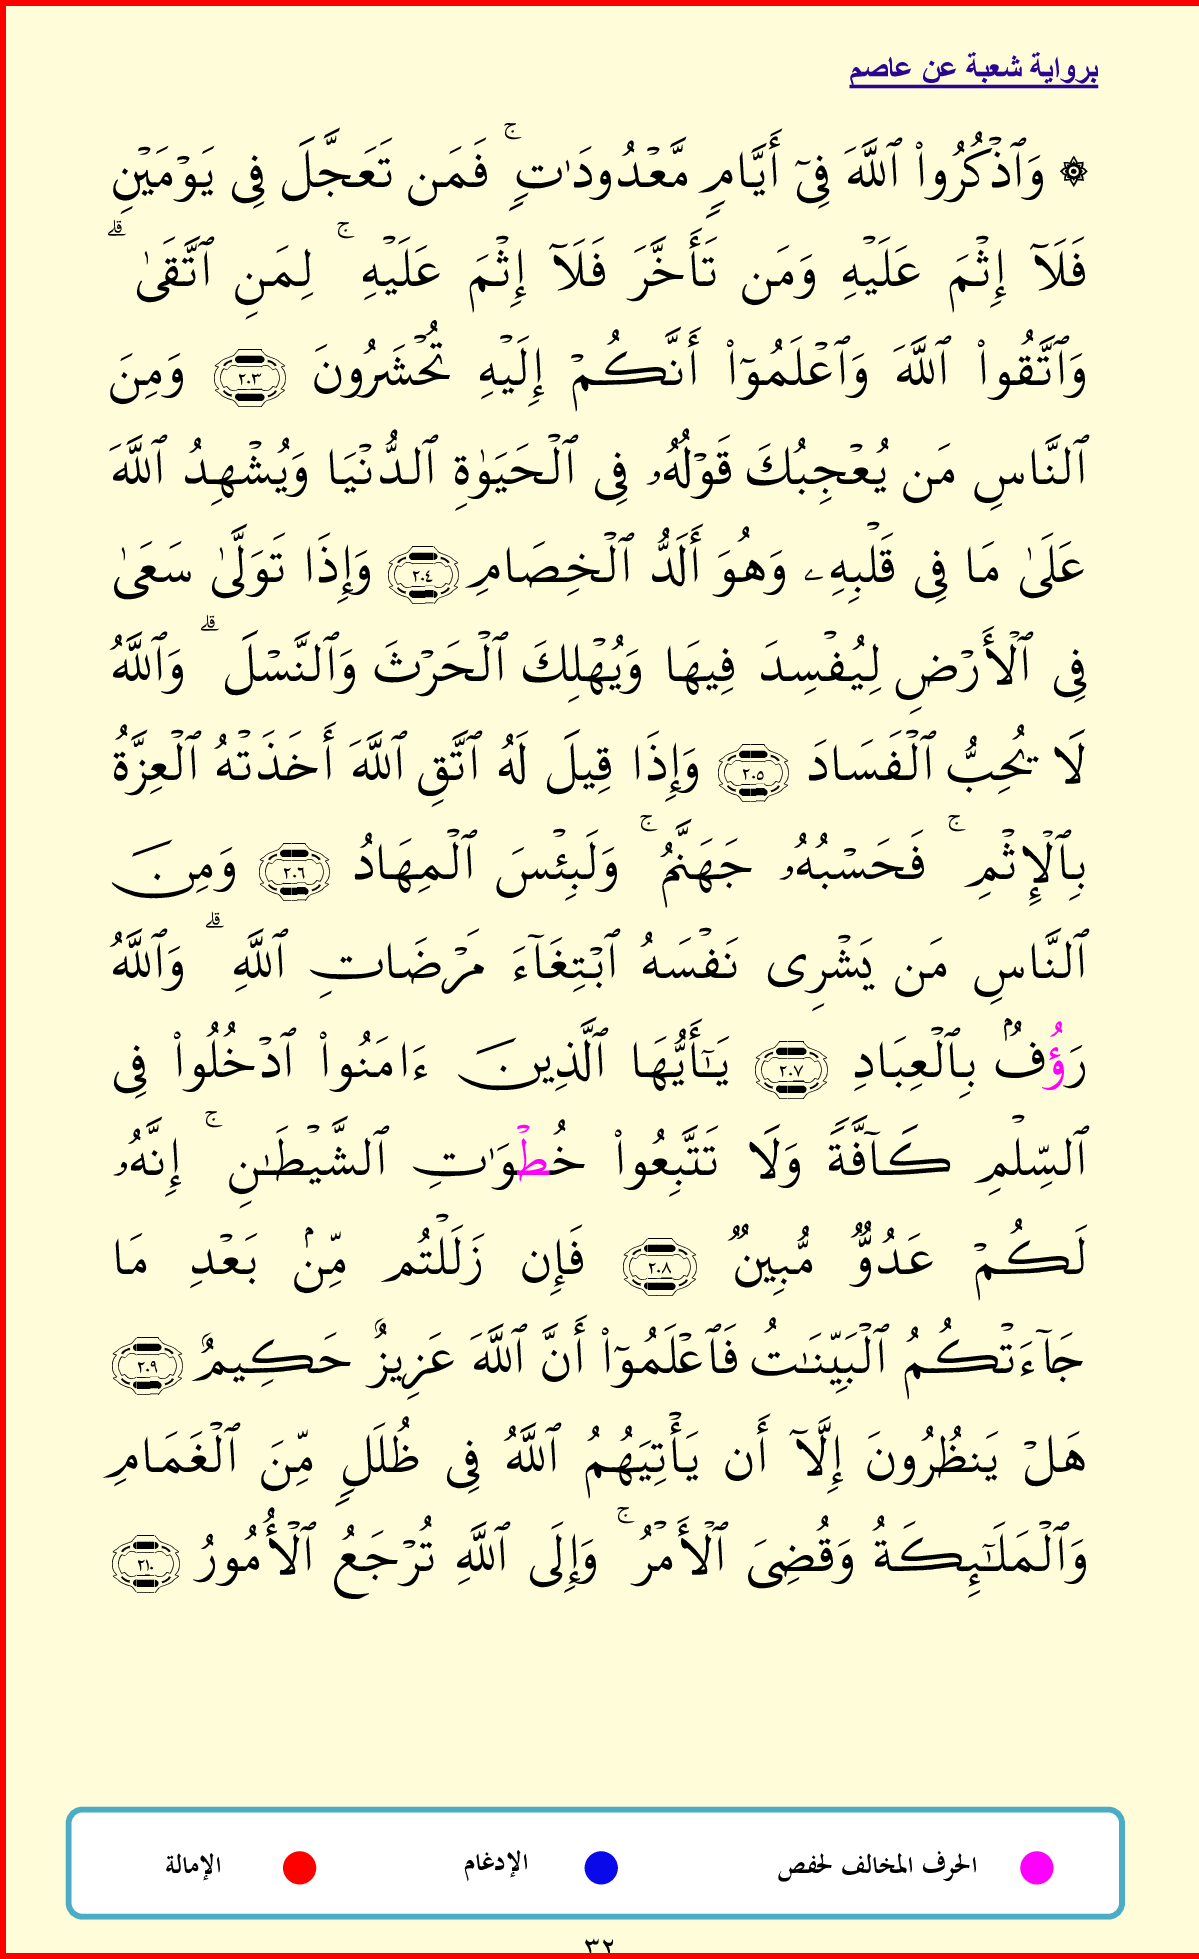 برواية شعبة عن عاصم
۞ وَٱذْكُرُوا۟ ٱللَّهَ فِىٓ أَيَّامٍ مَّعْدُودَٰتٍ ۚ فَمَن تَعَجَّلَ فِى يَوْمَيْنِ
فَلَآ إِثْمَ عَلَيْهِ وَمَن تَأَخَّرَ فَلَآ إِثْمَ عَلَيْهِ ۚ لِمَنِ ٱتَّقَىٰ ۗ
وَٱتَّقُوا۟ ٱللَّهَ وَٱعْلَمُوٓا۟ أَنَّكُمْ إِلَيْهِ تُحْشَرُونَ ٢٠٣ وَمِنَ
ٱلنَّاسِ مَن يُعْجِبُكَ قَوْلُهُۥ فِى ٱلْحَيَوٰةِ ٱلدُّنْيَا وَيُشْهِدُ ٱللَّهَ
عَلَىٰ مَا فِى قَلْبِهِۦ وَهُوَ أَلَدُّ ٱلْخِصَامِ ٢٠٤ وَإِذَا تَوَلَّىٰ سَعَىٰ
فِى ٱلْأَرْضِ لِيُفْسِدَ فِيهَا وَيُهْلِكَ ٱلْحَرْثَ وَٱلنَّسْلَ ۗ وَٱللَّهُ
لَا يُحِبُّ ٱلْفَسَادَ ٢٠٥ وَإِذَا قِيلَ لَهُ ٱتَّقِ ٱللَّهَ أَخَذَتْهُ ٱلْعِزَّةُ
بِٱلْإِثْمِ ۚ فَحَسْبُهُۥ جَهَنَّمُ ۚ وَلَبِئْسَ ٱلْمِهَادُ ٢٠٦ وَمِنَ
ٱلنَّاسِ مَن يَشْرِى نَفْسَهُ ٱبْتِغَآءَ مَرْضَاتِ ٱللَّهِ ۗ وَٱللَّهُ
رَؤُفٌۢ بِٱلْعِبَادِ ٢٠٧ يَٰٓأَيُّهَا ٱلَّذِينَ ءَامَنُوا۟ ٱدْخُلُوا۟ فِى
ٱلسِّلْمِ كَآفَّةً وَلَا تَتَّبِعُوا۟ خُطْوَٰتِ ٱلشَّيْطَٰنِ ۚ إِنَّهُۥ
لَكُمْ عَدُوٌّ مُّبِينٌ ٢٠٨ فَإِن زَلَلْتُم مِّنۢ بَعْدِ مَا
جَآءَتْكُمُ ٱلْبَيِّنَٰتُ فَٱعْلَمُوٓا۟ أَنَّ ٱللَّهَ عَزِيزٌ حَكِيمٌ ٢٠٩
هَلْ يَنظُرُونَ إِلَّآ أَن يَأْتِيَهُمُ ٱللَّهُ فِى ظُلَلٍ مِّنَ ٱلْغَمَامِ
وَٱلْمَلَٰٓئِكَةُ وَقُضِىَ ٱلْأَمْرُ ۚ وَإِلَى ٱللَّهِ تُرْجَعُ ٱلْأُمُورُ ٢١٠
الحرف المخالف لحفص الإدغام الإمالة
٣٢